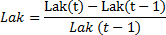 Lak = Lak(t) − Lak(t − 1)
Lak (t − 1)